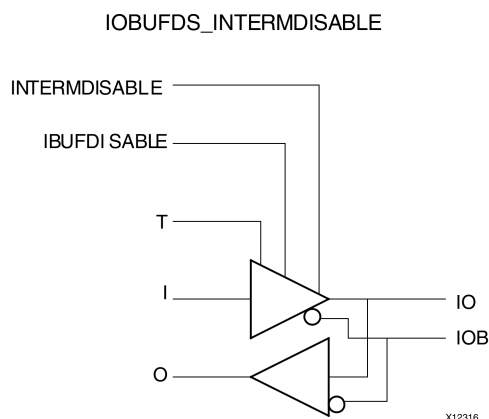 IOBUFDS_INTERMDISABLE
INTERMDISABLE
IBUFDISABLE
T
I
IO
IOB
O
X12316